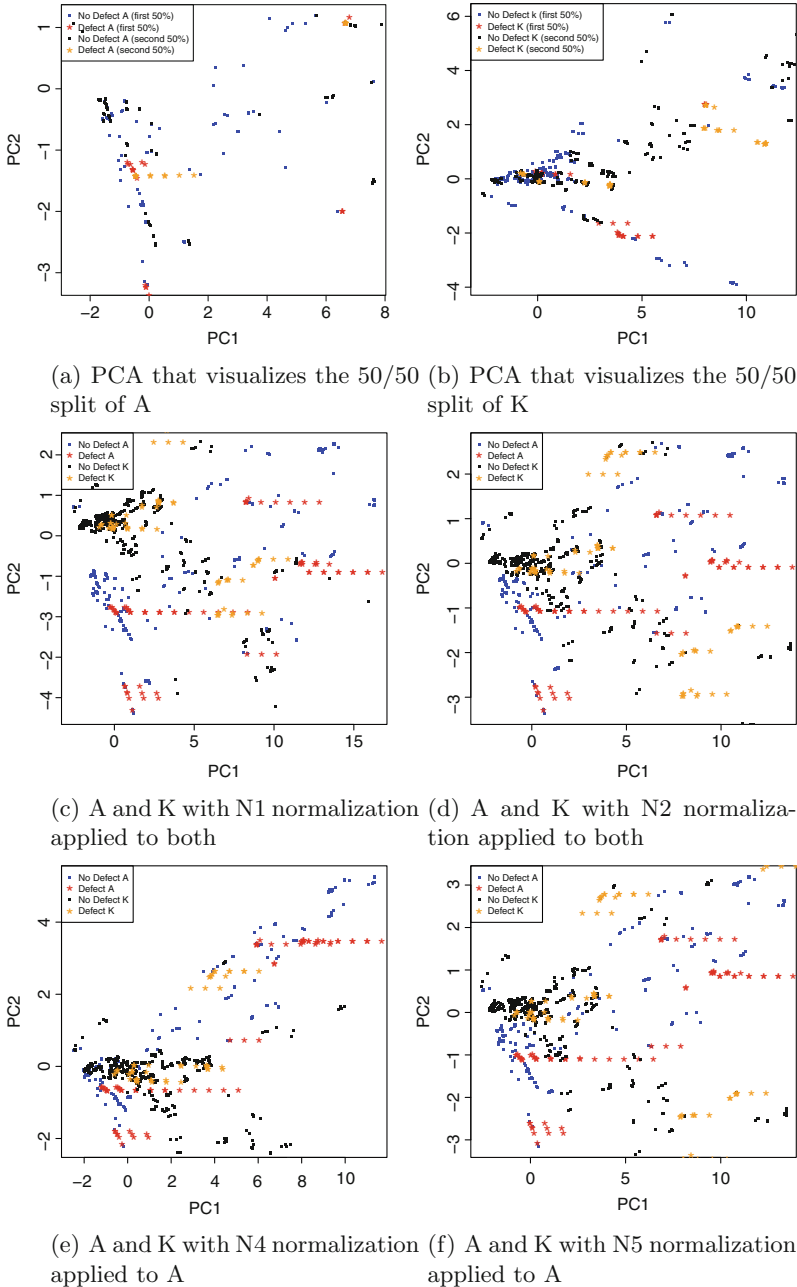 No Defect A (first 50%)
Defect A (first 50%)
No Defect A (second 50%)
Defect A (second 50%)
1
0
−1
−2
−3
PC2
−2
0
2
4
6
8
PC1
No Defect k (first 50%)
Defect K (first 50%)
No Defect K (second 50%)
Defect K (second 50%)
6
4
2
0
−2
−4
PC2
0
5
10
PC1
(a) PCA that visualizes the 50/50
split of A
(b) PCA that visualizes the 50/50
split of K
No Defect A
Defect A
No Defect K
Defect K
2
1
0
−1
−3
−2
−4
PC2
0
5
10
15
PC1
No Defect A
Defect A
No Defect K
Defect K
2
1
0
−1
−2
−3
PC2
0
5
10
PC1
(c) A and K with N1 normalization
applied to both
(d) A and K with N2 normaliza-
tion applied to both
No Defect A
Defect A
No Defect K
Defect K
4
2
0
−2
PC2
−2
0
2
4
6
8
10
PC1
No Defect A
Defect A
No Defect K
Defect K
3
2
1
0
−1
−2
−3
PC2
0
5
10
PC1
(e) A and K with N4 normalization
applied to A
(f) A and K with N5 normalization
applied to A